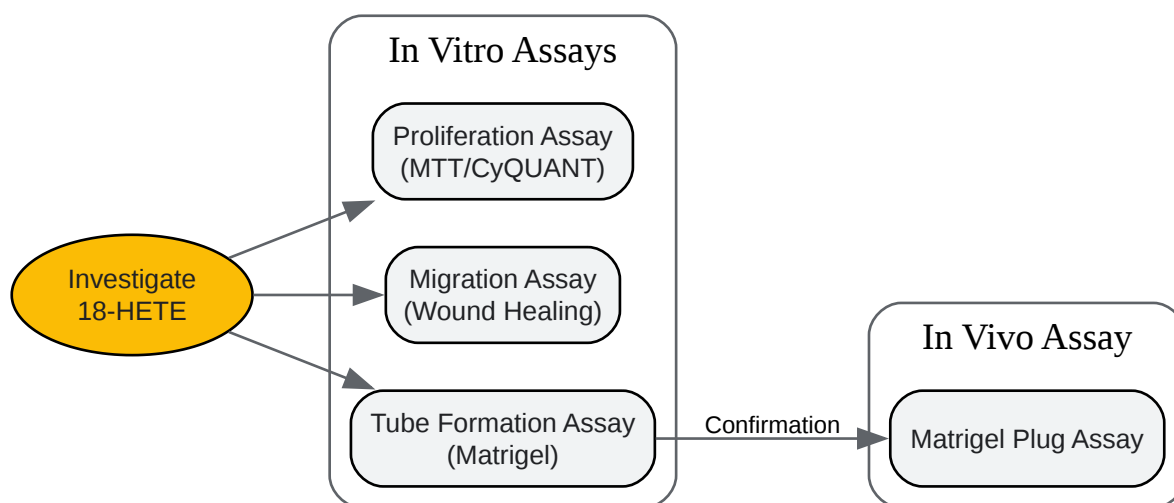 In Vitro Assays
Proliferation Assay
(MTT/CyQUANT)
Investigate
18-HETE
Migration Assay
(Wound Healing)
Tube Formation Assay
(Matrigel)
Confirmation
In Vivo Assay
Matrigel Plug Assay